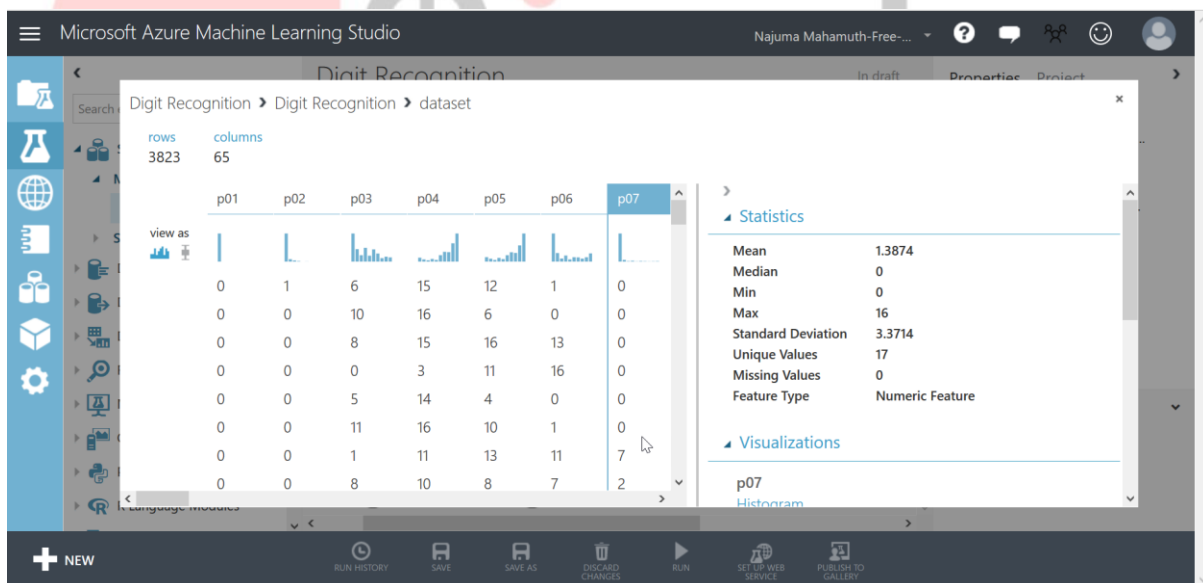 Microsoft Azure Machine Learning Studio
Najuma Mahamuth-Free-...
?
Digit Recognition
In draft
Properties Project
Search
Digit Recognition > Digit Recognition > dataset
×
rows columns
3823 65
p01 p02 p03 p04 p05 p06 p07
view as
0 1 6 15 12 1 0
0 0 10 16 6 0 0
0 0 8 15 16 13 0
0 0 0 3 11 16 0
0 0 5 14 4 0 0
0 0 11 16 10 1 0
0 0 1 11 13 11 7
0 0 8 10 8 7 2
Statistics
Mean 1.3874
Median 0
Min 0
Max 16
Standard Deviation 3.3714
Unique Values 17
Missing Values 0
Feature Type Numeric Feature
Visualizations
p07
Histogram
R Language Modules
NEW
RUN HISTORY
SAVE
SAVE AS
DISCARD
CHANGES
RUN
SET UP WEB
SERVICE
PUBLISH TO
GALLERY